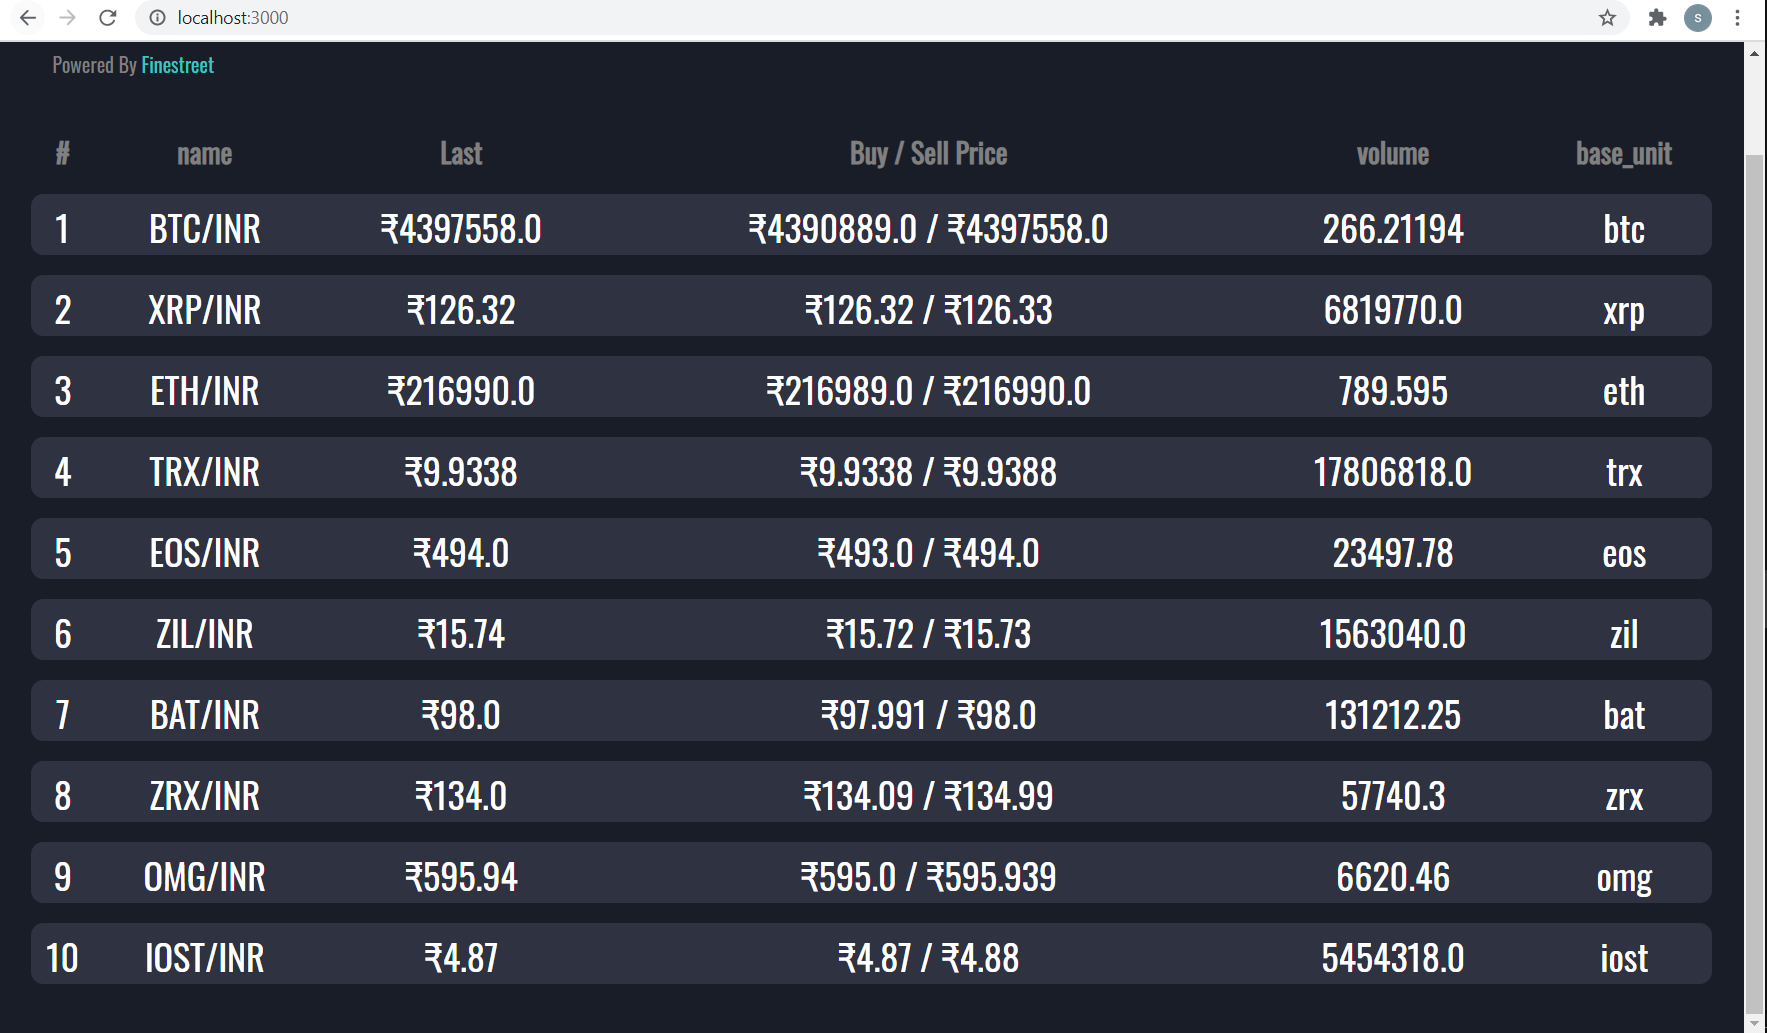 localhost:3000
S
Powered By Finestreet
# name Last Buy / Sell Price volume base_unit
1 BTC/INR ₹4397558.0 ₹4390889.0 / ₹4397558.0 266.21194 btc
2 XRP/INR ₹126.32 ₹126.32 / ₹126.33 6819770.0 xrp
3 ETH/INR ₹216990.0 ₹216989.0 / ₹216990.0 789.595 eth
4 TRX/INR ₹9.9338 ₹9.9338 / ₹9.9388 17806818.0 trx
5 EOS/INR ₹494.0 ₹493.0 / ₹494.0 23497.78 eos
6 ZIL/INR ₹15.74 ₹15.72 / ₹15.73 1563040.0 zil
7 BAT/INR ₹98.0 ₹97.991 / ₹98.0 131212.25 bat
8 ZRX/INR ₹134.0 ₹134.09 / ₹134.99 57740.3 zrx
9 OMG/INR ₹595.94 ₹595.0 / ₹595.939 6620.46 omg
10 IOST/INR ₹4.87 ₹4.87 / ₹4.88 5454318.0 iost